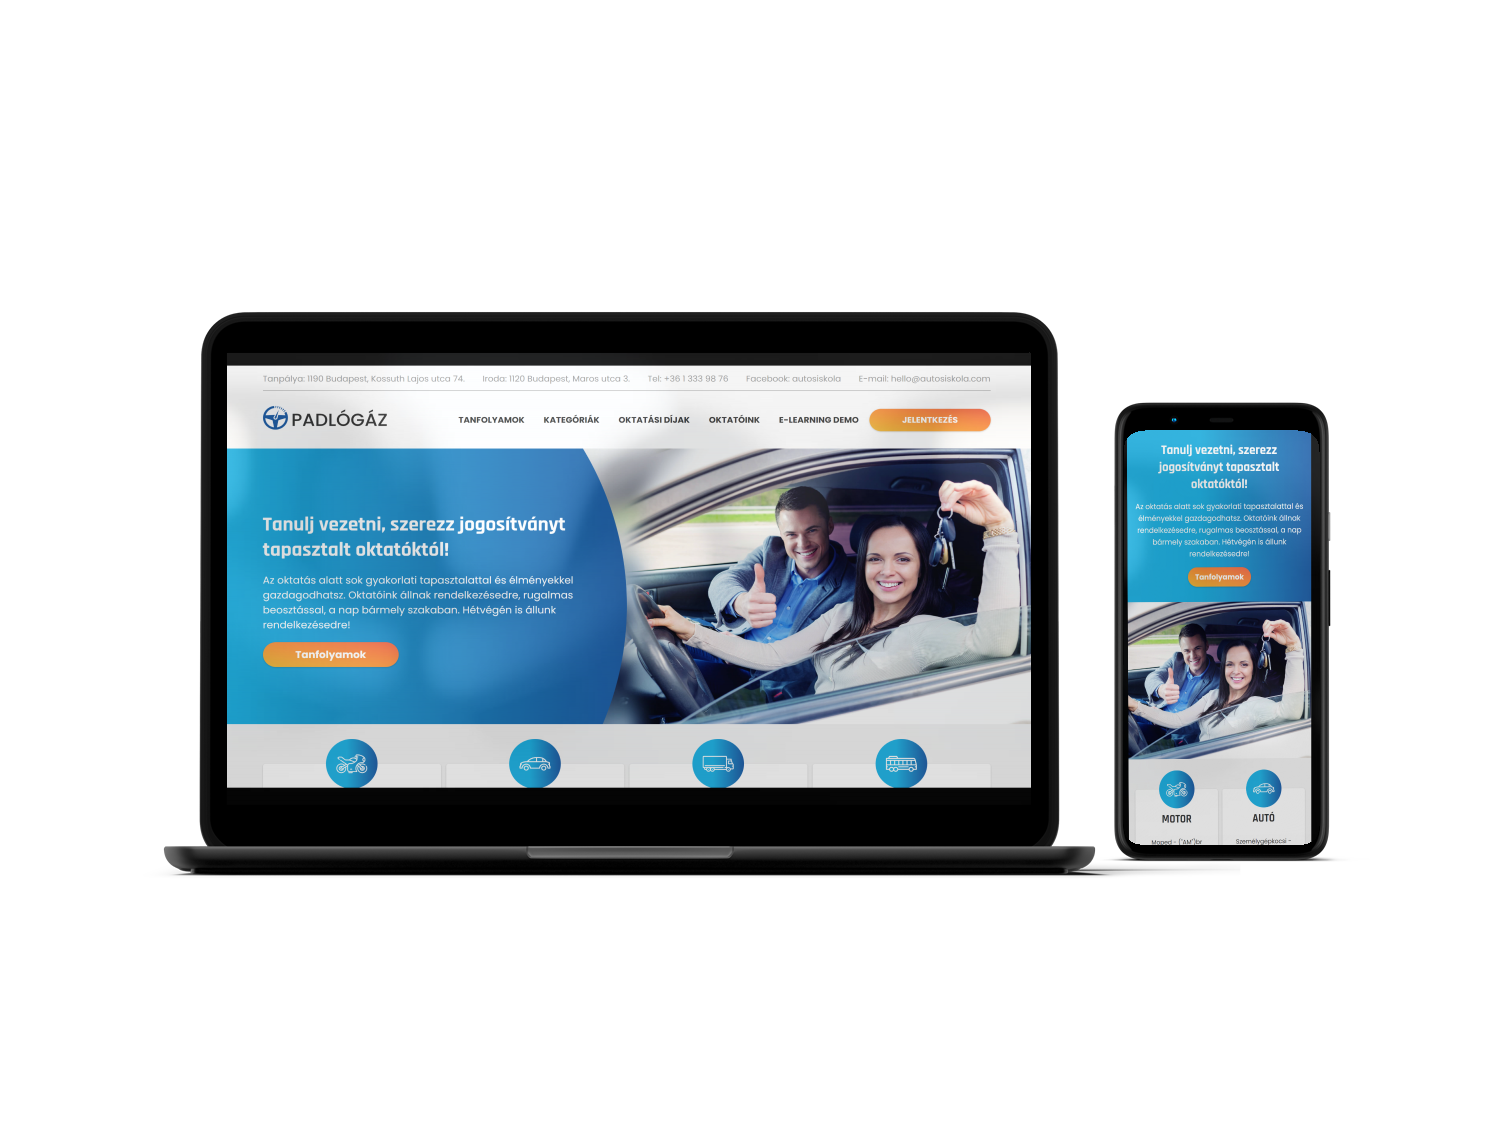 Tanpálya: 1190 Budapest, Kossuth Lajos utca 74. Iroda: 1120 Budapest, Maros utca 3. Tel: +36 1 333 98 76 Facebook: autosiskola E-mail: hello@autosiskola.com
PADLÓGÁZ TANFOLYAMOK KATEGÓRIÁK OKTATÁSI DÍJAK OKTATÓINK E-LEARNING DEMO JELENTKEZÉS
Tanulj vezetni, szerezz jogosítványt
tapasztalt oktatóktól!
Az oktatás alatt sok gyakorlati tapasztalattal és élményekkel
gazdagodhatsz. Oktatóink állnak rendelkezésedre, rugalmas
beosztással, a nap bármely szakaban. Hétvégén is állunk
rendelkezésedre!
Tanfolyamok
Tanulj vezetni, szerezz
jogosítványt tapasztalt
oktatóktól!
Az oktatás alatt sok gyakorlati tapasztalattal és
élményekkel gazdagodhatsz. Oktatóink állnak
rendelkezésedre, rugalmas beosztással, a nap
bármely szakaban. Hétvégén is állunk
rendelkezésedre!
Tanfolyamok
MOTOR AUTÓ
Moped - ("AM")br Személygépkocsi -